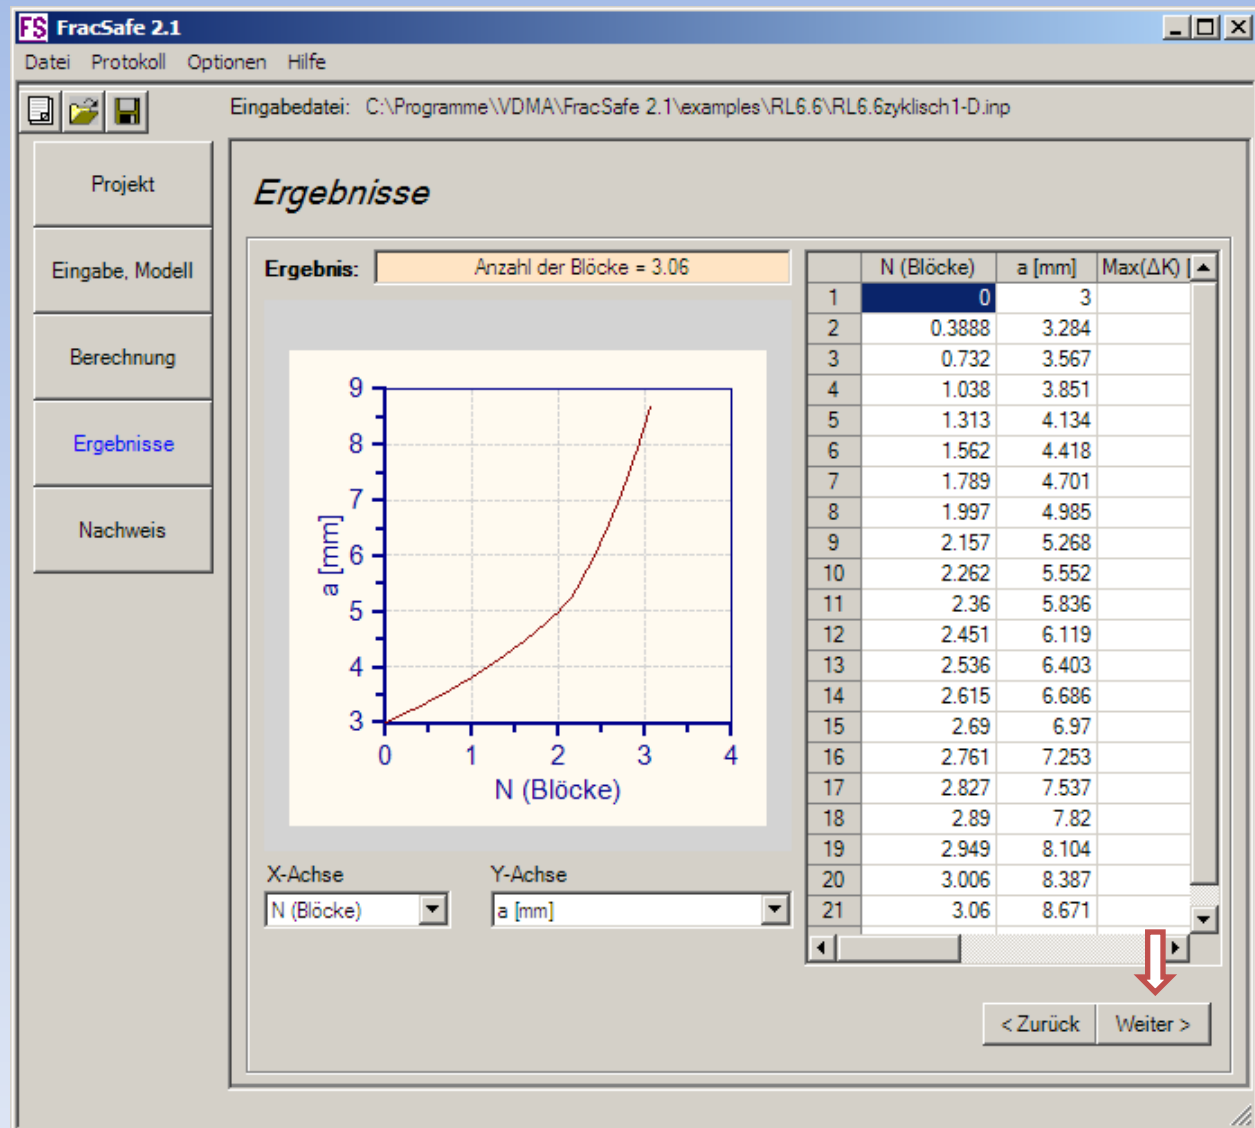 FS FracSafe 2.1
Datei Protokoll Optionen Hilfe
Eingabedatei: C:\Programme\VDMA\FracSafe 2.1\examples\RL6.6\RL6.6zyklisch1-D.inp
Projekt
Eingabe, Modell
Berechnung
Ergebnisse
Nachweis
Ergebnisse
Ergebnis: Anzahl der Blöcke = 3.06
9
8
7
6
5
4
3
a [mm]
0 1 2 3 4
N (Blöcke)
X-Achse Y-Achse
N (Blöcke) a [mm]
N (Blöcke) a [mm] Max(ΔK) [
1 0 3
2 0.3888 3.284
3 0.732 3.567
4 1.038 3.851
5 1.313 4.134
6 1.562 4.418
7 1.789 4.701
8 1.997 4.985
9 2.157 5.268
10 2.262 5.552
11 2.36 5.836
12 2.451 6.119
13 2.536 6.403
14 2.615 6.686
15 2.69 6.97
16 2.761 7.253
17 2.827 7.537
18 2.89 7.82
19 2.949 8.104
20 3.006 8.387
21 3.06 8.671
< Zurück Weiter >